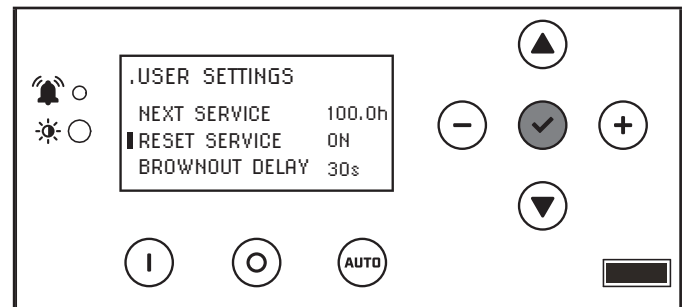 .USER SETTINGS
NEXT SERVICE 100.0h
RESET SERVICE ON
BROWNOUT DELAY 30s
AUTO